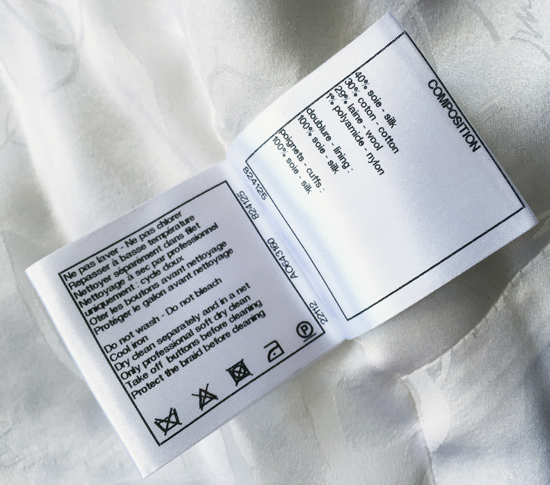 COMPOSITION
40% soie - silk
30% coton - cotton
29% laine - wool
1% polyamide - nylon
doublure - lining :
100% soie - silk
poignets - cuffs :
100% soie - silk
824125
824125
AO643150
22112
Ne pas laver - Ne pas chlorer
Repasser à basse température
Nettoyer séparément dans filet
Nettoyage à sec par professionnel
uniquement : cycle doux
Oter les boutons avant nettoyage
Protéger le galon avant nettoyage
Do not wash - Do not bleach
Cool iron
Dry clean separately and in a net
Only professional soft dry clean
Take off buttons before cleaning
Protect the braid before cleaning
P